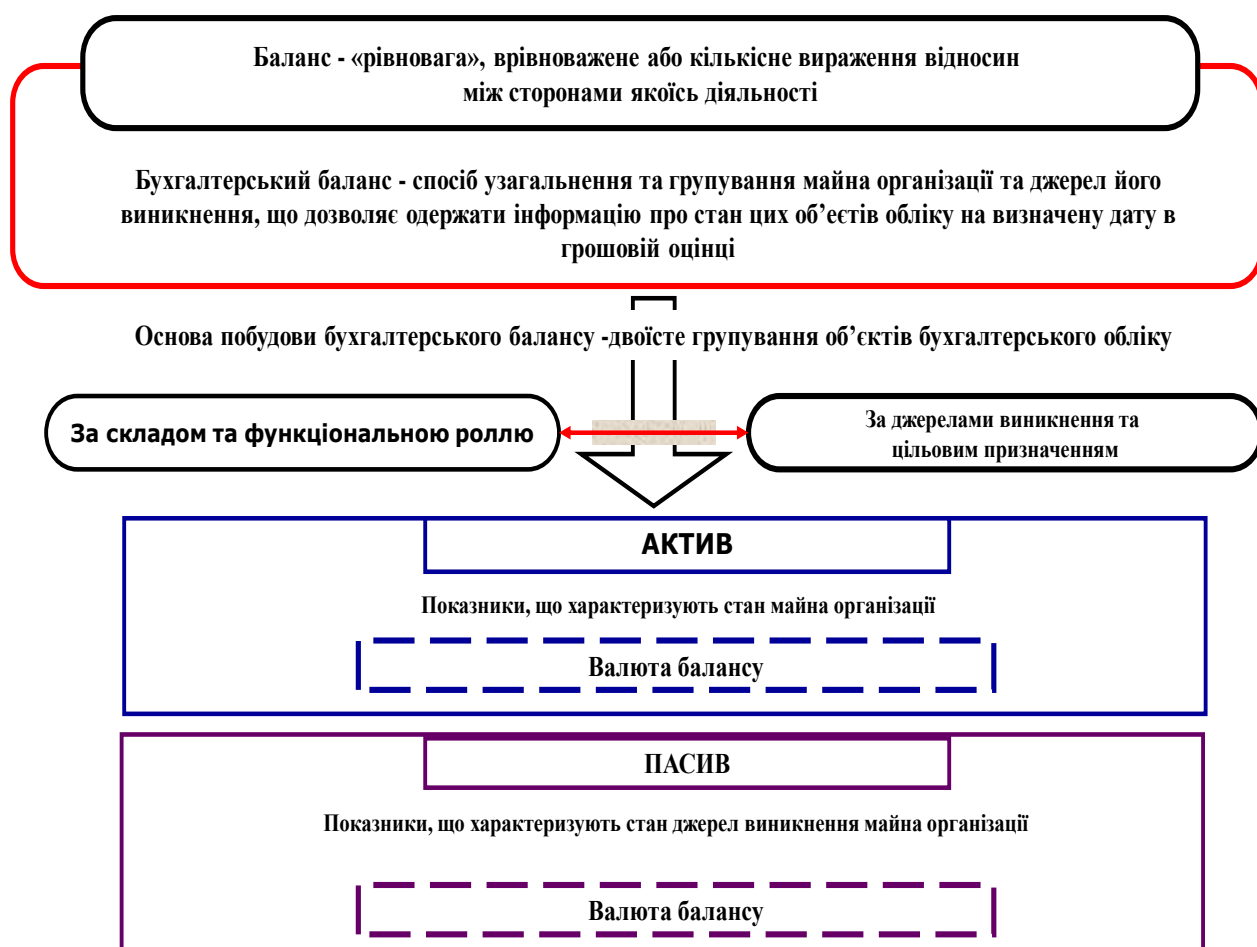 Баланс - «рівновага», врівноважене або кількісне вираження відносин
між сторонами якоїсь діяльності
Бухгалтерський баланс - спосіб узагальнення та групування майна організації та джерел його
виникнення, що дозволяє одержати інформацію про стан цих об’еєтів обліку на визначену дату в
грошовій оцінці
Основа побудови бухгалтерського балансу -двоїсте групування об’єктів бухгалтерського обліку
За складом та функціональною роллю
За джерелами виникнення та
цільовим призначенням
АКТИВ
Показники, що характеризують стан майна організації
Валюта балансу
ПАСИВ
Показники, що характеризують стан джерел виникнення майна організації
Валюта балансу